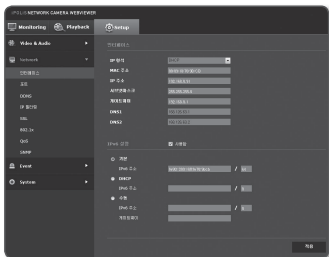 iPOLiS NETWORK CAMERA WEBVIEWER
Monitoring
Playback
Setup
Video & Audio
Network
인터페이스
포트
DDNS
IP 필터링
SSL
802.1x
QoS
SNMP
Event
System
인터페이스
IP 형식
MAC 주소
IP 주소
서브넷마스크
게이트웨이
DNS1
DNS2
IPv6 설정
사용함
기본
IPv6 주소
/ 64
DHCP
IPv6 주소
/
수동
IPv6 주소
/
게이트웨이
적용